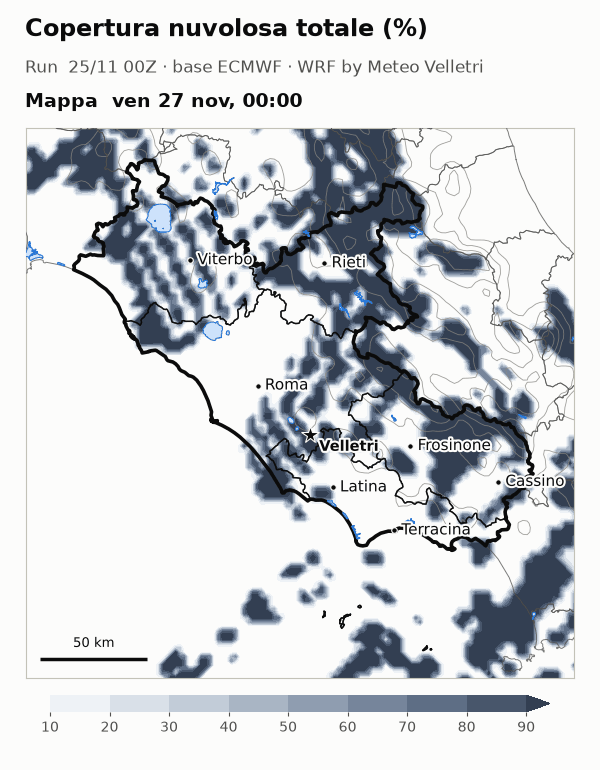 Copertura nuvolosa totale (%)
Run  25/11 00Z · base ECMWF · WRF by Meteo Velletri
Mappa  ven 27 nov, 00:00
Viterbo
Rieti
Roma
Velletri
Frosinone
Cassino
Latina
Terracina
50 km
10 20 30 40 50 60 70 80 90